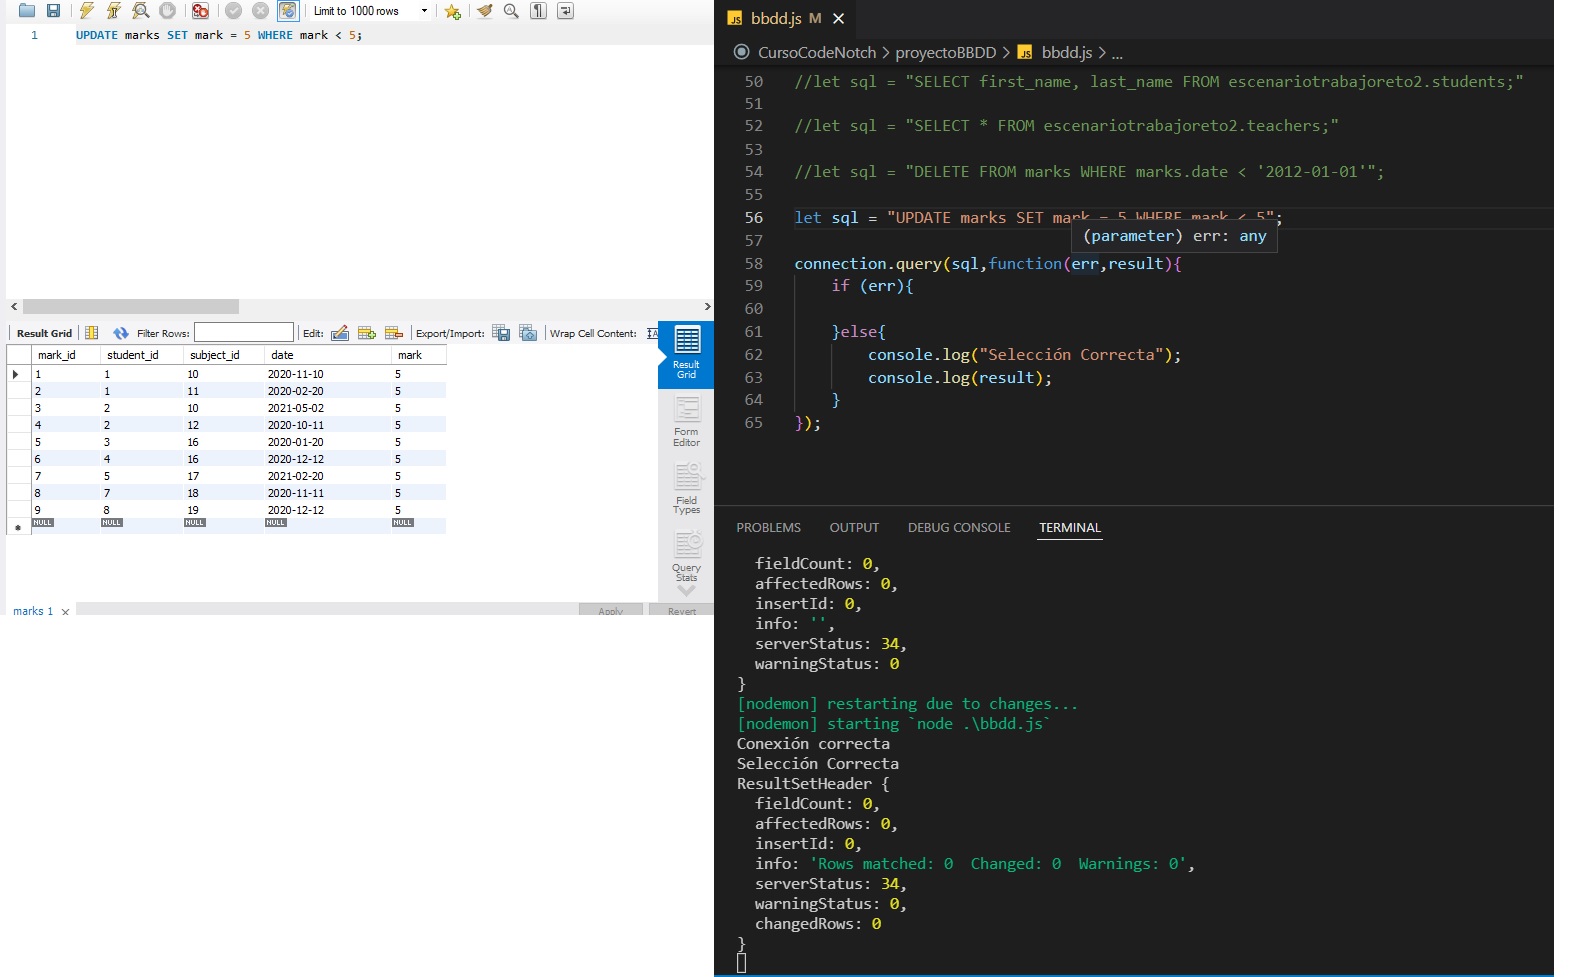 Limit to 1000 rows
1 UPDATE marks SET mark = 5 WHERE mark < 5;
Result Grid Filter Rows: Edit: Export/Import: Wrap Cell Content:
mark_id student_id subject_id date mark
1 1 10 2020-11-10 5
2 1 11 2020-02-20 5
3 2 10 2021-05-02 5
4 2 12 2020-10-11 5
5 3 16 2020-01-20 5
6 4 16 2020-12-12 5
7 5 17 2021-02-20 5
8 7 18 2020-11-11 5
9 8 19 2020-12-12 5
NULL NULL NULL NULL NULL
Result
Grid
Form
Editor
Field
Types
Query
Stats
marks 1 Apply Revert
JS bbdd.js M
CursoCodeNotch > proyectoBBDD > JS bbdd.js > ...
50 //let sql = "SELECT first_name, last_name FROM escenariotrabajoreto2.students;"
51
52 //let sql = "SELECT * FROM escenariotrabajoreto2.teachers;"
53
54 //let sql = "DELETE FROM marks WHERE marks.date < '2012-01-01'";
55
56 let sql = "UPDATE marks SET mark = 5 WHERE mark < 5";
57 (parameter) err: any
58 connection.query(sql,function(err,result){
59 if (err){
60
61 }else{
62 console.log("Selección Correcta");
63 console.log(result);
64 }
65 });
PROBLEMS OUTPUT DEBUG CONSOLE TERMINAL
fieldCount: 0,
affectedRows: 0,
insertId: 0,
info: '',
serverStatus: 34,
warningStatus: 0
}
[nodemon] restarting due to changes...
[nodemon] starting `node .\bbdd.js`
Conexión correcta
Selección Correcta
ResultSetHeader {
fieldCount: 0,
affectedRows: 0,
insertId: 0,
info: 'Rows matched: 0 Changed: 0 Warnings: 0',
serverStatus: 34,
warningStatus: 0,
changedRows: 0
}